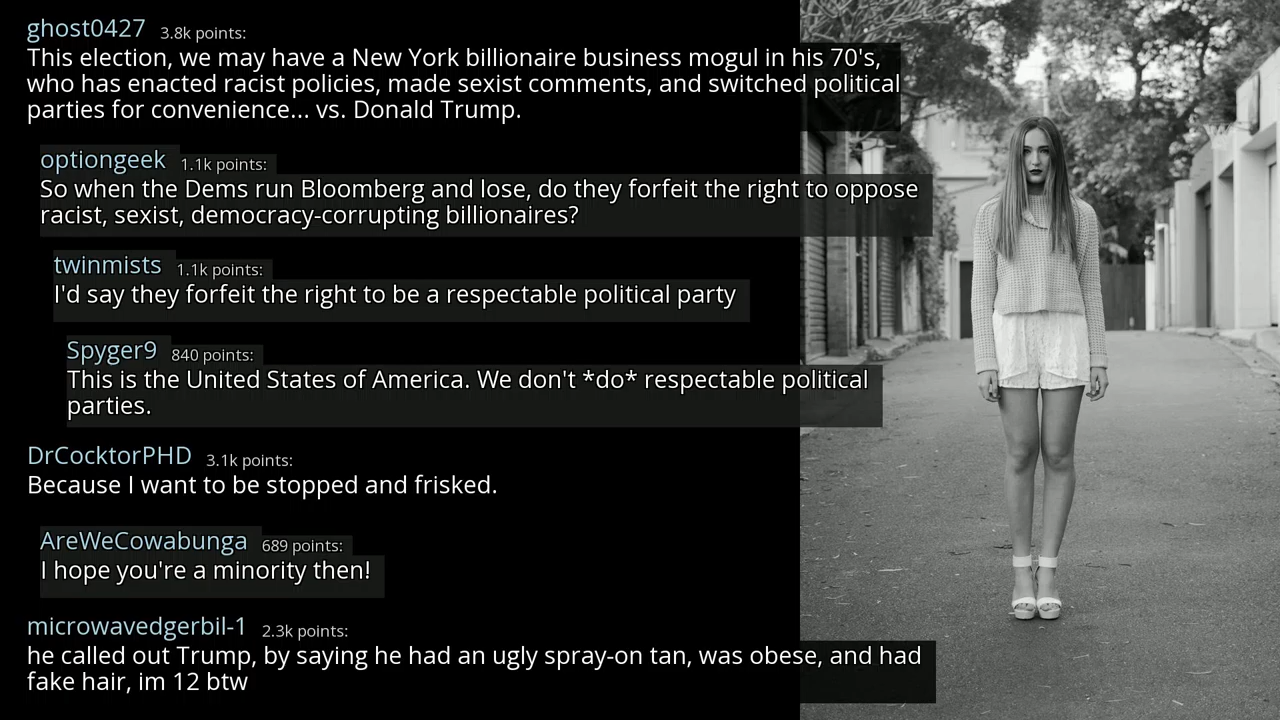 ghost0427 3.8k points:
This election, we may have a New York billionaire business mogul in his 70's,
who has enacted racist policies, made sexist comments, and switched political
parties for convenience... vs. Donald Trump.
optiongeek 1.1k points:
So when the Dems run Bloomberg and lose, do they forfeit the right to oppose
racist, sexist, democracy-corrupting billionaires?
twinmists 1.1k points:
I'd say they forfeit the right to be a respectable political party
Spyger9 840 points:
This is the United States of America. We don't *do* respectable political
parties.
DrCocktorPHD 3.1k points:
Because I want to be stopped and frisked.
AreWeCowabunga 689 points:
I hope you're a minority then!
microwavedgerbil-1 2.3k points:
he called out Trump, by saying he had an ugly spray-on tan, was obese, and had
fake hair, im 12 btw